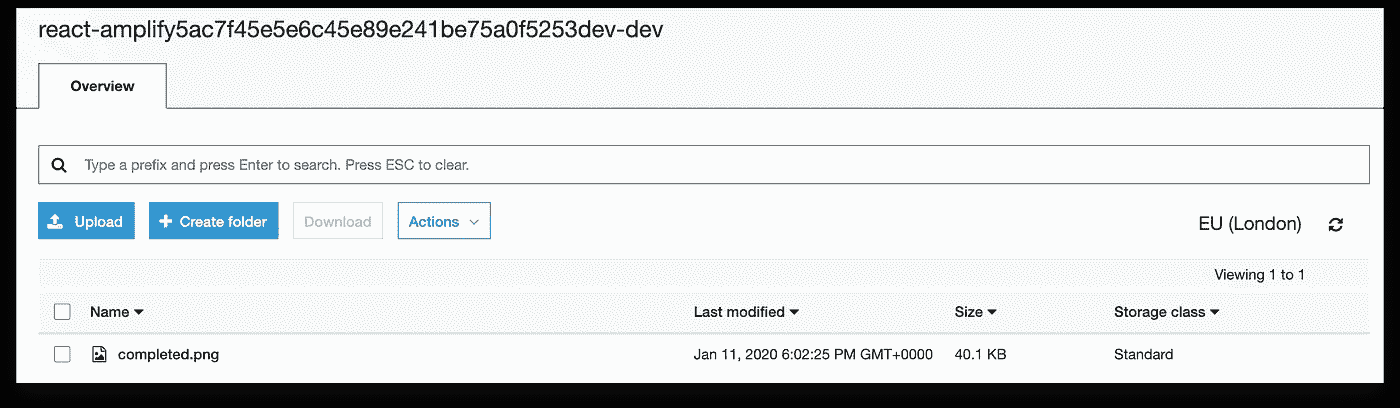 react-amplify5ac7f45e5e6c45e89e241be75a0f5253dev-dev
Overview
Type a prefix and press Enter to search. Press ESC to clear.
Upload Create folder Download Actions EU (London)
Viewing 1 to 1
Name Last modified Size Storage class
completed.png Jan 11, 2020 6:02:25 PM GMT+0000 40.1 KB Standard